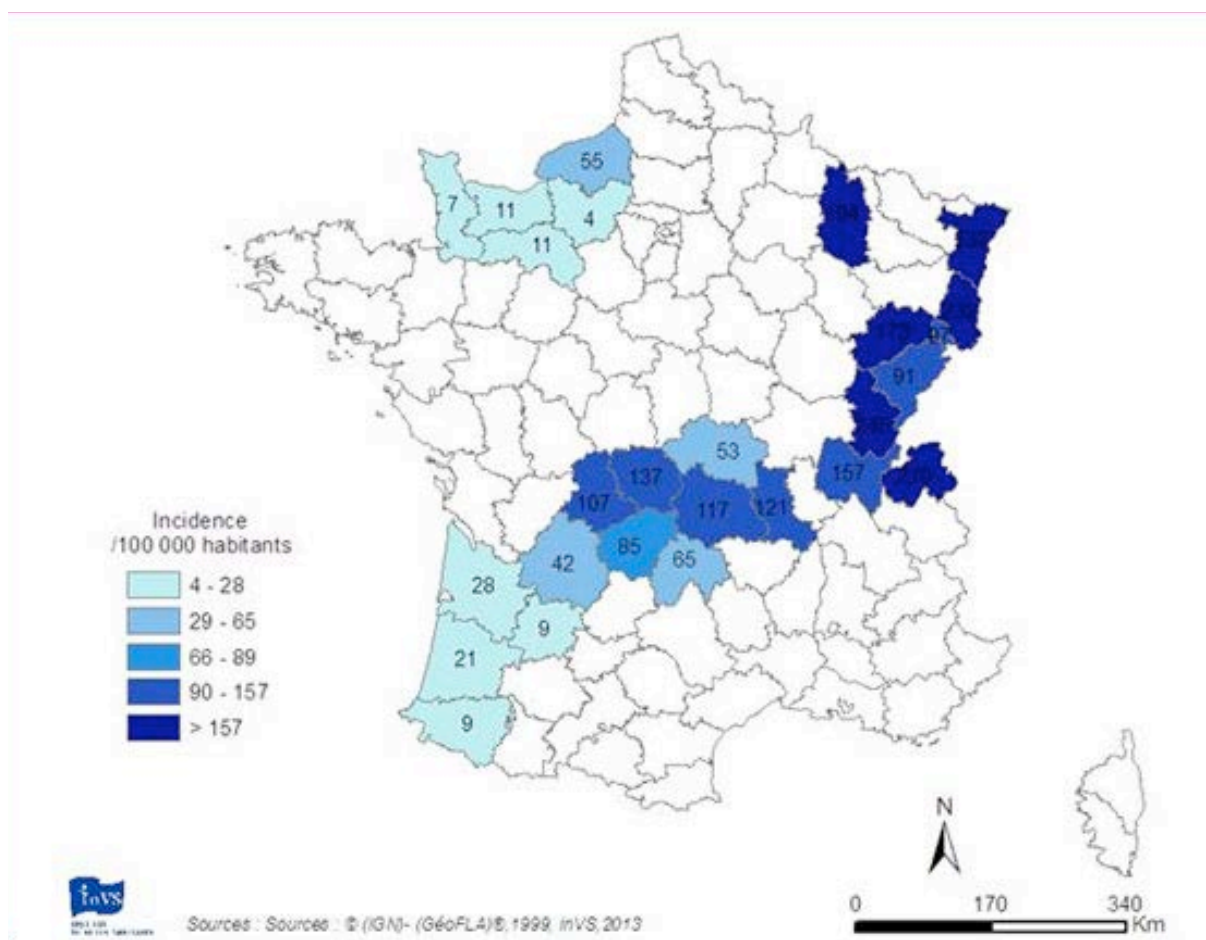 55
7
11
4
11
91
53
157
137
107
117
121
85
65
42
28
9
21
9
Incidence
/100 000 habitants
4 - 28
29 - 65
66 - 89
90 - 157
> 157
N
0 170 340
Km
InVS
Sources : Sources : © (IGN)- (GéoFLA)®,1999, InVS,2013